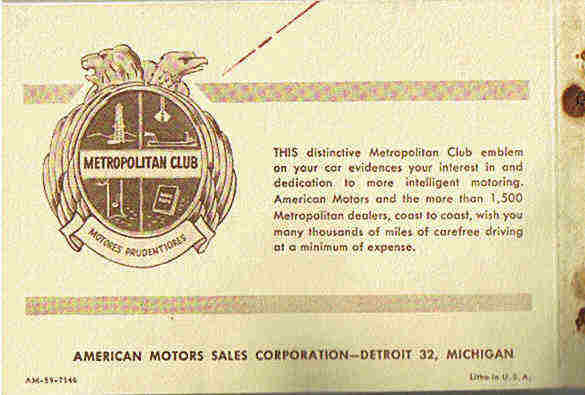 METROPOLITAN CLUB
MOTORES PRUDENTIORES
THIS distinctive Metropolitan Club emblem
on your car evidences your interest in and
dedication to more intelligent motoring.
American Motors and the more than 1,500
Metropolitan dealers, coast to coast, wish you
many thousands of miles of carefree driving
at a minimum of expense.
AMERICAN MOTORS SALES CORPORATION—DETROIT 32, MICHIGAN
AM-59-7146
Litho in U. S. A.